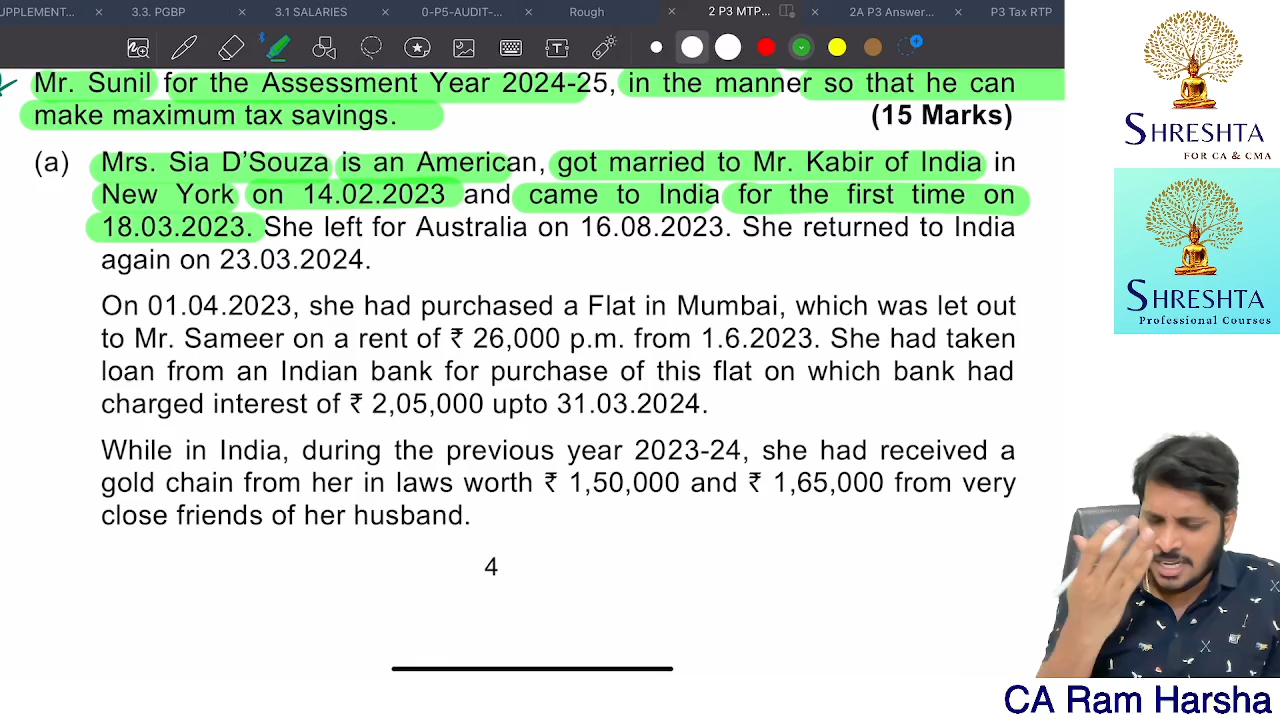 UPPLEMENT...
3.3. PGBP
3.1 SALARIES
0-P5-AUDIT-...
Rough
2 P3 MTP...
2A P3 Answer...
P3 Tax RTP
Mr. Sunil for the Assessment Year 2024-25, in the manner so that he can
make maximum tax savings. (15 Marks)
(a) Mrs. Sia D’Souza is an American, got married to Mr. Kabir of India in
New York on 14.02.2023 and came to India for the first time on
18.03.2023. She left for Australia on 16.08.2023. She returned to India
again on 23.03.2024.
On 01.04.2023, she had purchased a Flat in Mumbai, which was let out
to Mr. Sameer on a rent of ₹ 26,000 p.m. from 1.6.2023. She had taken
loan from an Indian bank for purchase of this flat on which bank had
charged interest of ₹ 2,05,000 upto 31.03.2024.
While in India, during the previous year 2023-24, she had received a
gold chain from her in laws worth ₹ 1,50,000 and ₹ 1,65,000 from very
close friends of her husband.
4
SHRESHTA
FOR CA & CMA
SHRESHTA
Professional Courses
CA Ram Harsha